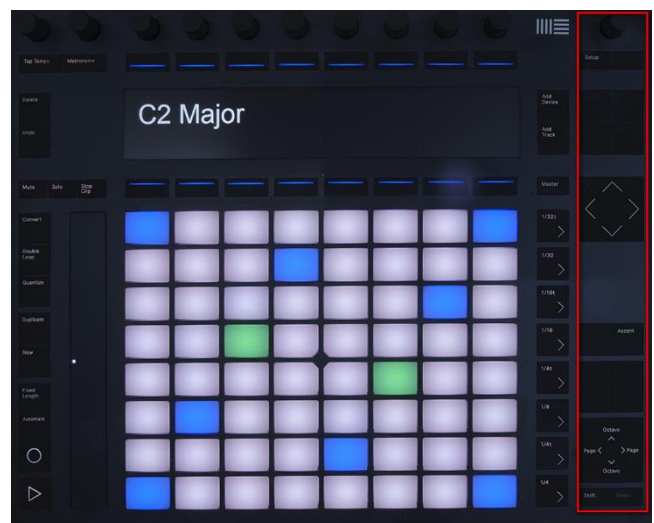 Tap Tempo
Metronome
Setup
Delete
Undo
C2 Major
Add
Device
Add
Track
Mute
Solo
Stop
Clip
Master
Convert
Double
Loop
Quantize
Duplicate
New
Fixed
Length
Automate
1/32t
1/32
1/16t
1/16
1/8t
1/8
1/4t
1/4
Accent
Octave
Page
Page
Octave
Shift
Select